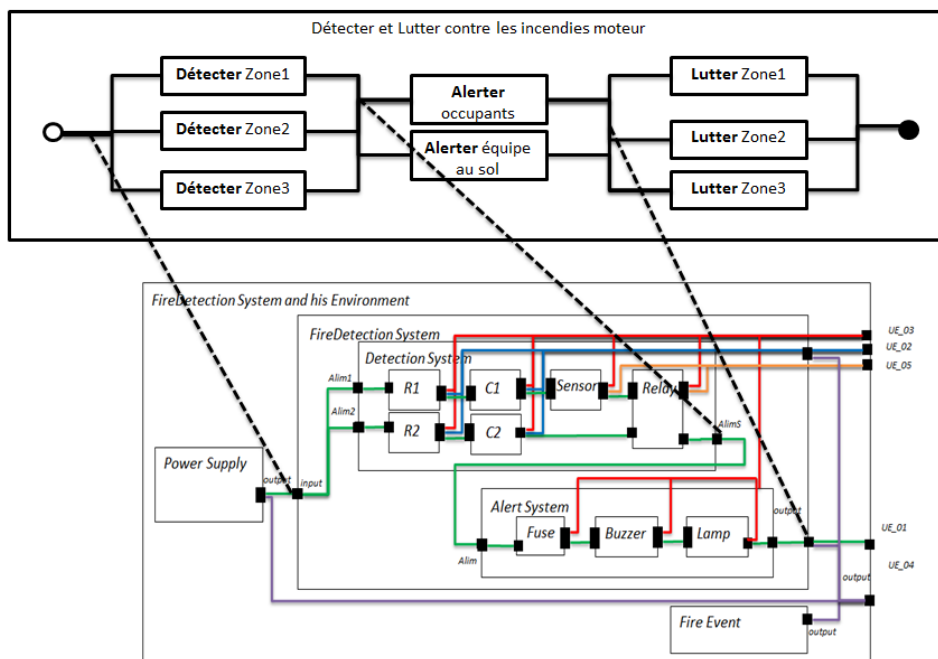 Détecter et Lutter contre les incendies moteur
Détecter Zone1
Détecter Zone2
Détecter Zone3
Alerter
occupants
Alerter équipe
au sol
Lutter Zone1
Lutter Zone2
Lutter Zone3
FireDetection System and his Environment
FireDetection System
Detection System
Alim1
Alim2
R1
C1
Sensor
Relay
R2
C2
AlimS
UE_03
UE_02
UE_05
Power Supply
output
input
Alert System
output
Fuse
Buzzer
Lamp
Alim
UE_01
UE_04
output
Fire Event
output